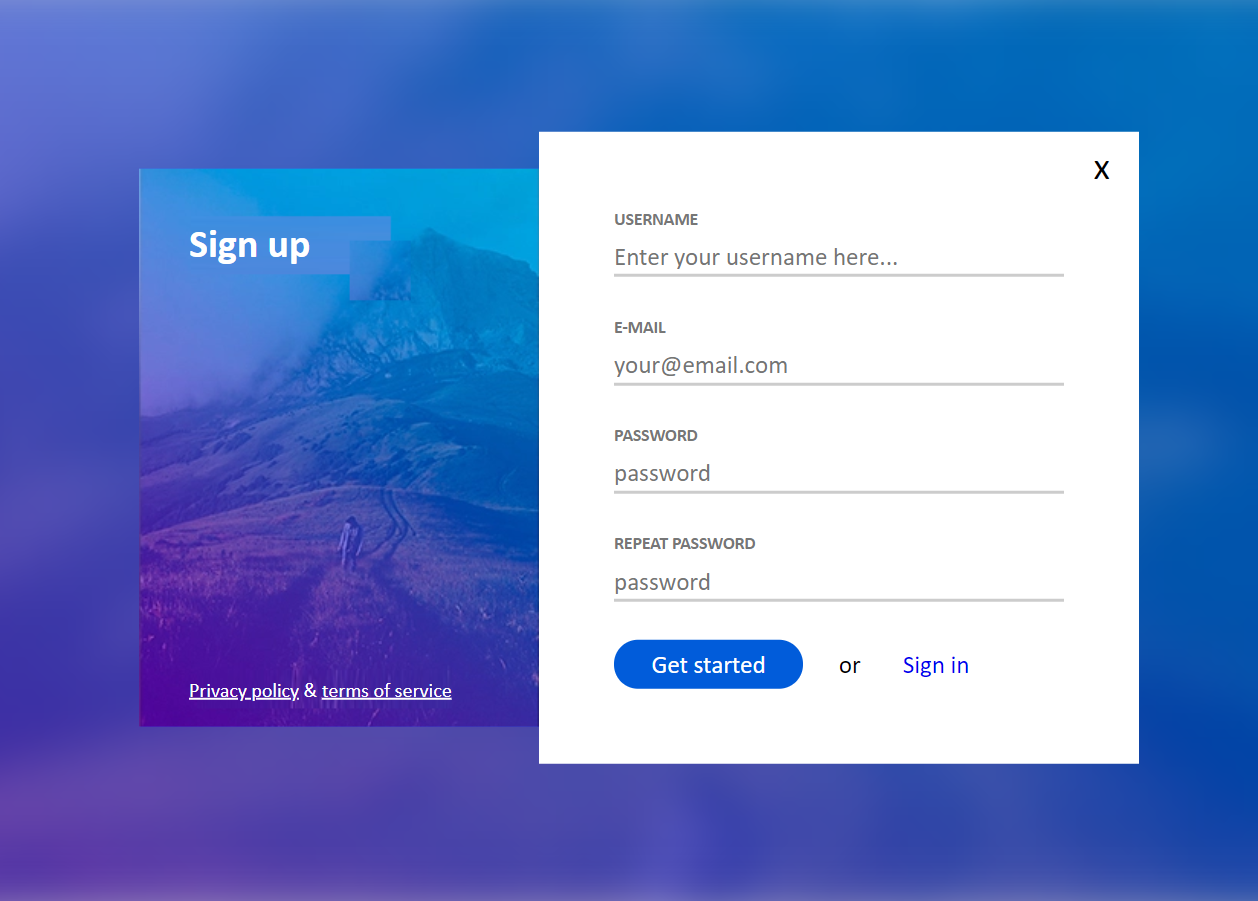 Sign up
Privacy policy & terms of service
X
USERNAME
Enter your username here...
E-MAIL
your@email.com
PASSWORD
password
REPEAT PASSWORD
password
Get started or Sign in